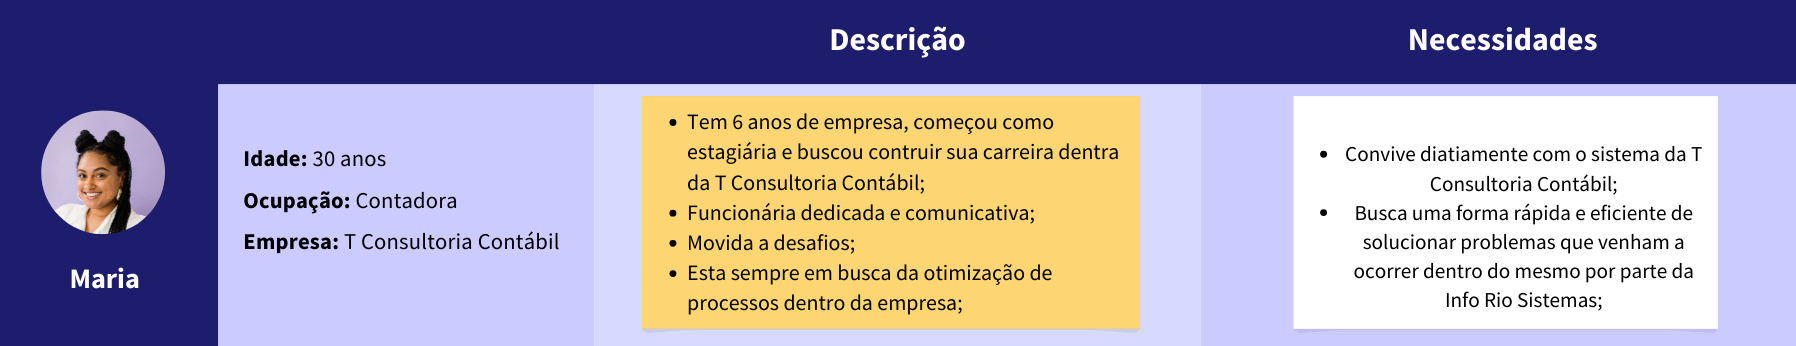 Descrição
Necessidades
Maria
Idade: 30 anos
Ocupação: Contadora
Empresa: T Consultoria Contábil
• Tem 6 anos de empresa, começou como
estagiária e buscou contruir sua carreira dentra
da T Consultoria Contábil;
• Funcionária dedicada e comunicativa;
• Movida a desafios;
• Esta sempre em busca da otimização de
processos dentro da empresa;
• Convive diatiamente com o sistema da T
Consultoria Contábil;
• Busca uma forma rápida e eficiente de
solucionar problemas que venham a
ocorrer dentro do mesmo por parte da
Info Rio Sistemas;